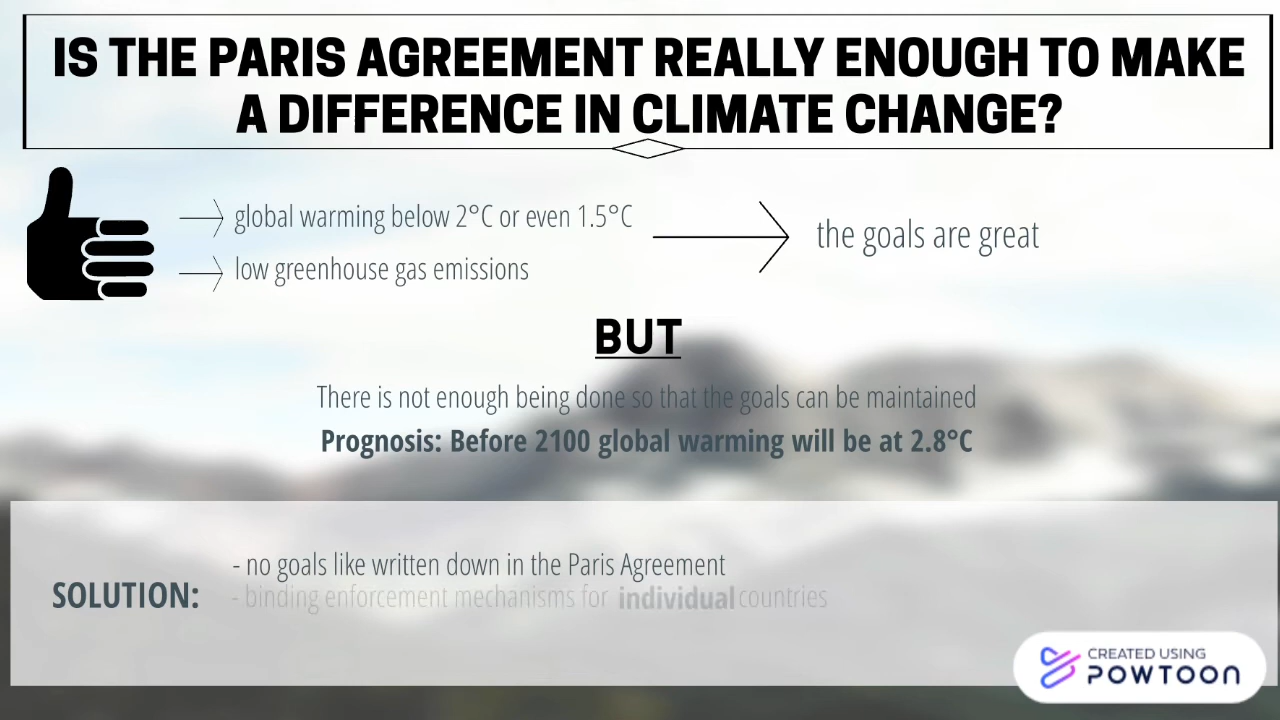 IS THE PARIS AGREEMENT REALLY ENOUGH TO MAKE
A DIFFERENCE IN CLIMATE CHANGE?
global warming below 2°C or even 1.5°C
low greenhouse gas emissions
the goals are great
BUT
There is not enough being done so that the goals can be maintained
Prognosis: Before 2100 global warming will be at 2.8°C
SOLUTION:
- no goals like written down in the Paris Agreement
- binding enforcement mechanisms for individual countries
CREATED USING
POWTOON